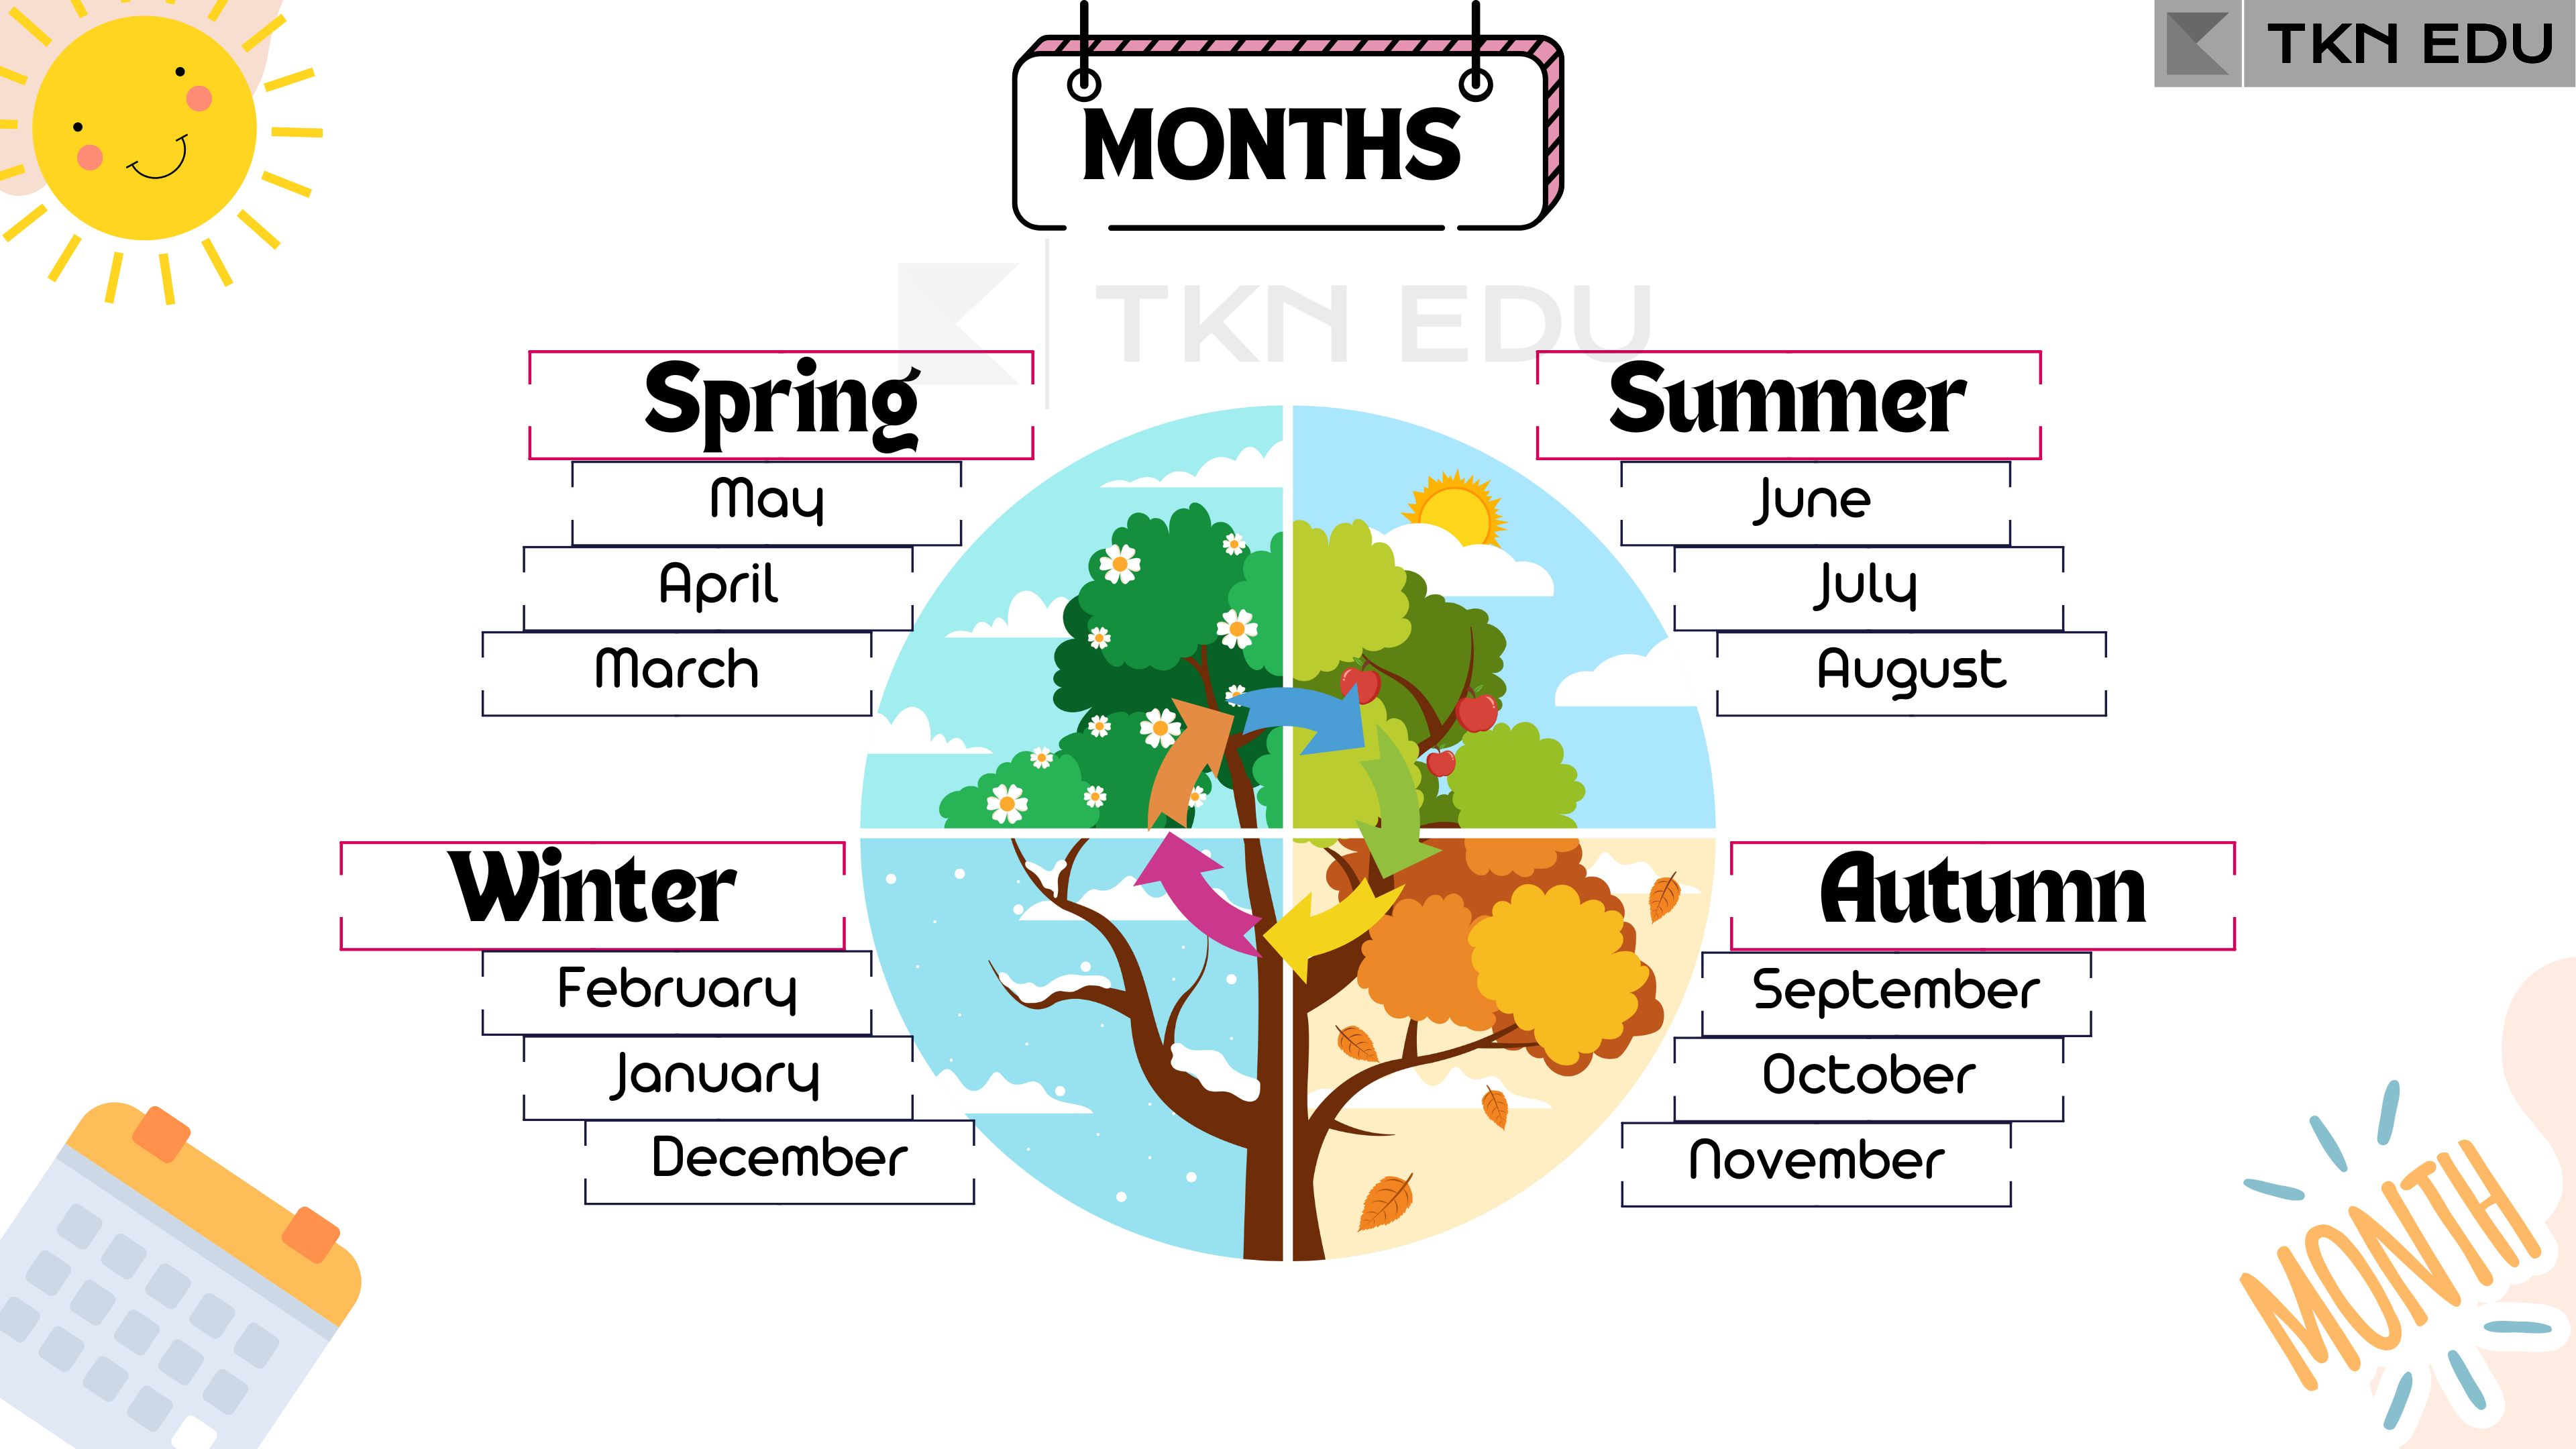 TKN EDU
MONTHS
TKN EDU
Spring
May
April
March
Summer
June
July
August
Winter
February
January
December
Autumn
September
October
November
MONTH